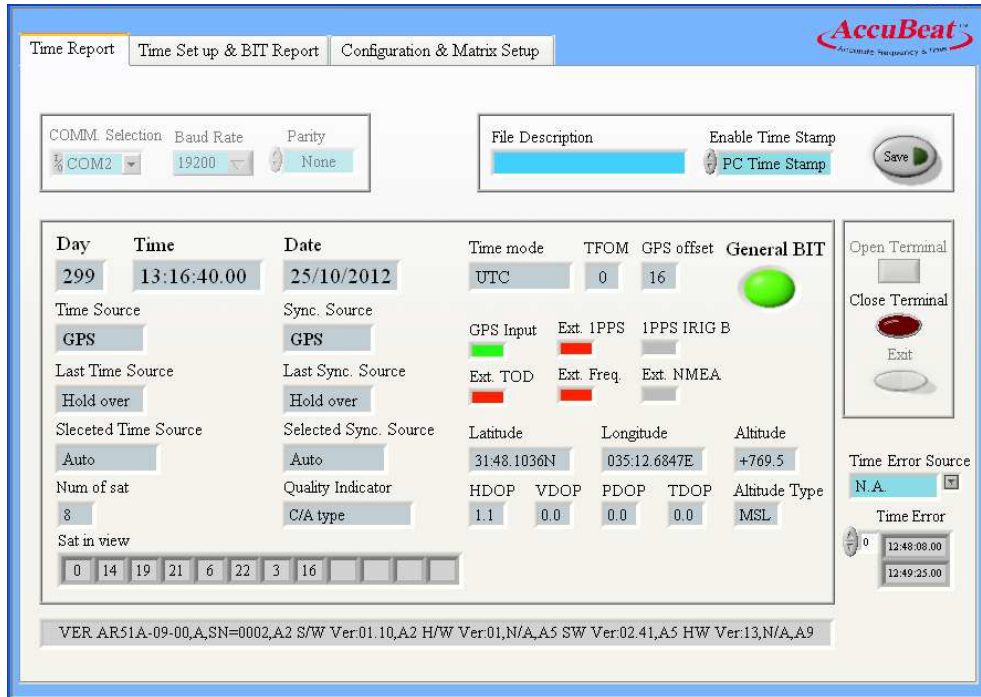 AccuBeat™
Accurate Frequency & Time
Time Report Time Set up & BIT Report Configuration & Matrix Setup
COMM. Selection Baud Rate Parity
COM2 19200 None
File Description Enable Time Stamp
PC Time Stamp Save
Day Time Date
299 13:16:40.00 25/10/2012
Time mode TFOM GPS offset General BIT
UTC 0 16
Time Source Sync. Source
GPS GPS
GPS Input Ext. 1PPS 1PPS IRIG B
Last Time Source Last Sync. Source
Hold over Hold over
Ext. TOD Ext. Freq. Ext. NMEA
Sleceted Time Source Selected Sync. Source
Auto Auto
Latitude Longitude Altitude
31:48.1036N 035:12.6847E +769.5
Num of sat Quality Indicator
8 C/A type
HDOP VDOP PDOP TDOP Altitude Type
1.1 0.0 0.0 0.0 MSL
Sat in view
0 14 19 21 6 22 3 16
Open Terminal
Close Terminal
Exit
Time Error Source
N.A.
Time Error
0 12:48:08.00
12:49:25.00
VER AR51A-09-00,A,SN=0002,A2 S/W Ver:01.10,A2 H/W Ver:01,N/A,A5 SW Ver:02.41,A5 HW Ver:13,N/A,A9